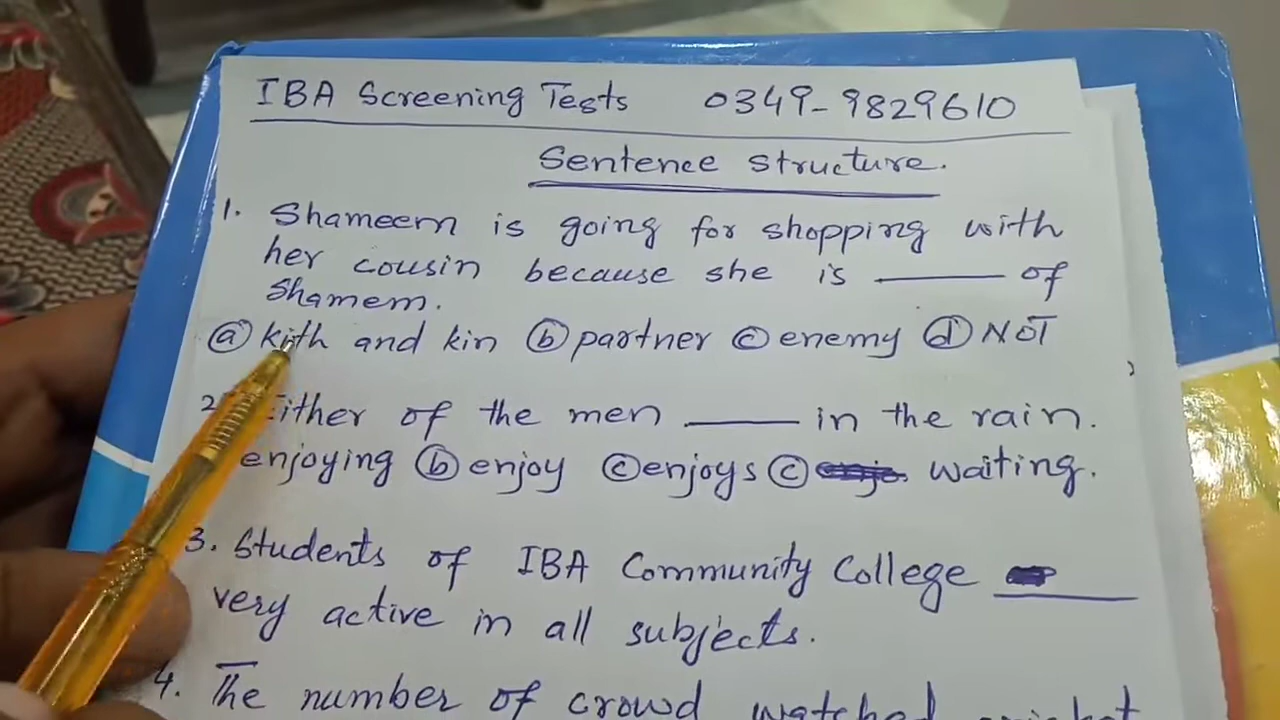 IBA Screening Tests 0349-9829610
Sentence structure.
1. Shameem is going for shopping with
her cousin because she is ______ of
Shamem.
ⓐ kith and kin ⓑ partner ⓒ enemy ⓓ NOT
2. Either of the men ______ in the rain.
enjoying ⓑ enjoy ⓒ enjoys ⓒ waiting.
3. Students of IBA Community College ______
very active in all subjects.
4. The number of crowd watched cricket